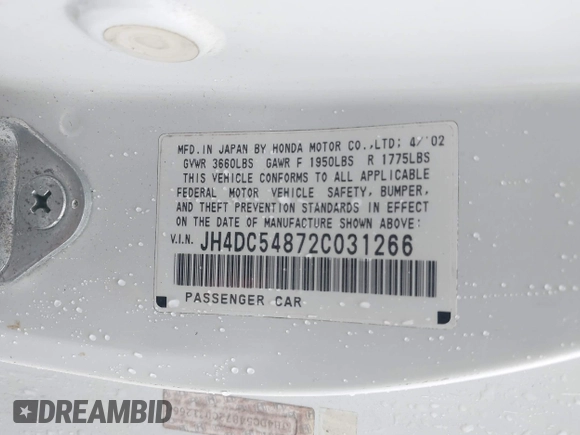 MFD. IN JAPAN BY HONDA MOTOR CO.,LTD; 4/'02
GVWR 3660LBS GAWR F 1950LBS R 1775LBS
THIS VEHICLE CONFORMS TO ALL APPLICABLE
FEDERAL MOTOR VEHICLE SAFETY, BUMPER,
AND THEFT PREVENTION STANDARDS IN EFFECT
ON THE DATE OF MANUFACTURE SHOWN ABOVE:
V.I.N. JH4DC54872C031266
PASSENGER CAR
DREAMBID